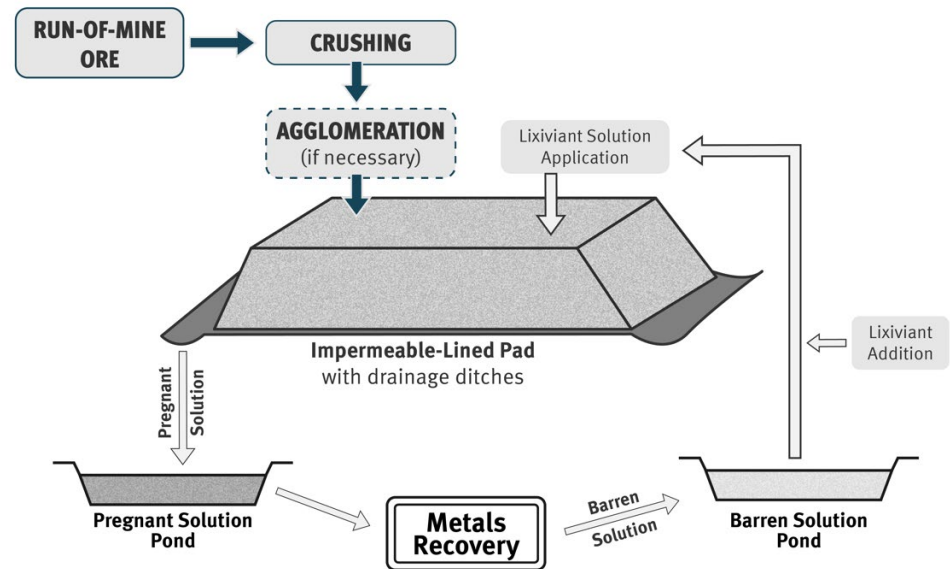 RUN-OF-MINE
ORE
CRUSHING
AGGLOMERATION
(if necessary)
Lixiviant Solution
Application
Impermeable-Lined Pad
with drainage ditches
Lixiviant
Addition
Pregnant
Solution
Pregnant Solution
Pond
Metals
Recovery
Barren
Solution
Barren Solution
Pond